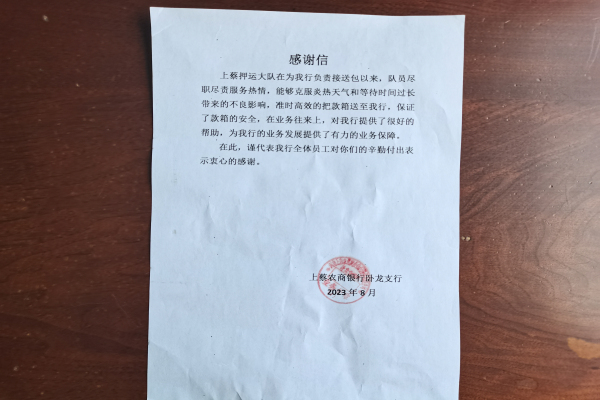 感谢信
上蔡押运大队在为我行负责接送包以来，队员尽
职尽责服务热情，能够克服炎热天气和等待时间过长
带来的不良影响，准时高效的把款箱送至我行，保证
了款箱的安全，在业务往来上，对我行提供了很好的
帮助，为我行的业务发展提供了有力的业务保障。
在此，谨代表我行全体员工对你们的辛勤付出表
示衷心的感谢。
上蔡农商银行卧龙支行
2023 年 8 月